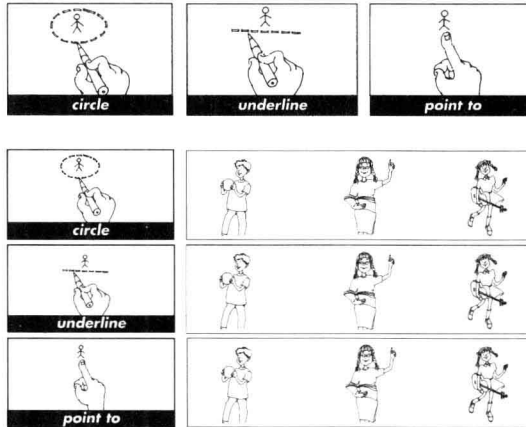 circle
underline
point to
circle
underline
point to